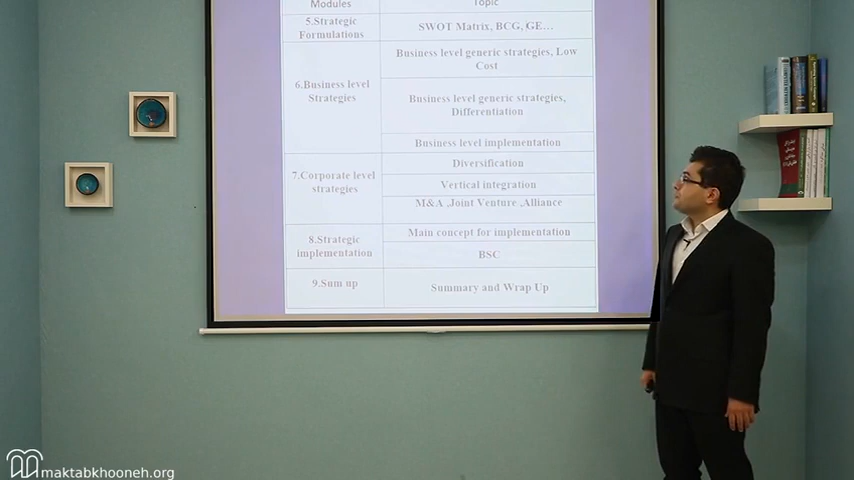 Modules
Topic
5.Strategic
Formulations
SWOT Matrix, BCG, GE…
6.Business level
Strategies
Business level generic strategies, Low
Cost
Business level generic strategies,
Differentiation
Business level implementation
7.Corporate level
strategies
Diversification
Vertical integration
M&A ,Joint Venture ,Alliance
8.Strategic
implementation
Main concept for implementation
BSC
9.Sum up
Summary and Wrap Up
maktabkhooneh.org